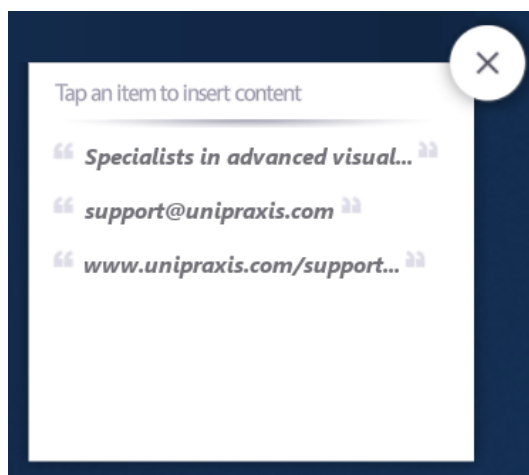 Tap an item to insert content
“ Specialists in advanced visual... ”
“ support@unipraxis.com ”
“ www.unipraxis.com/support... ”